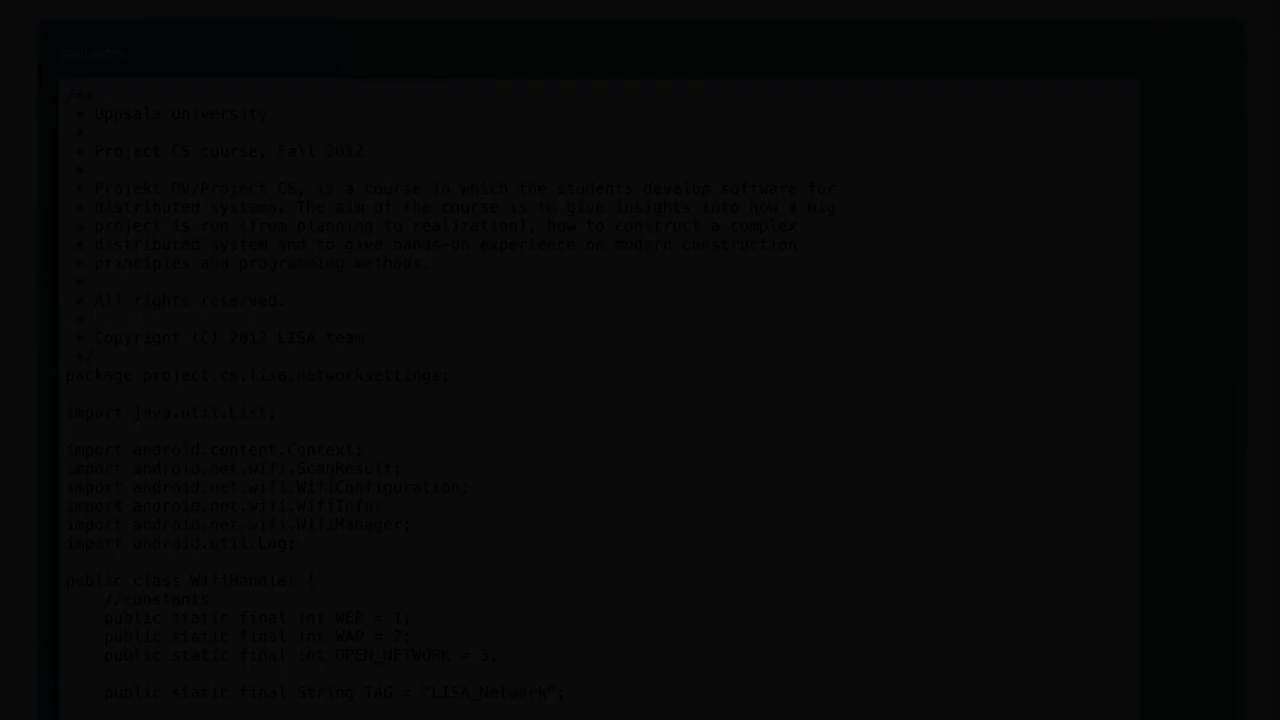 /**
* Uppsala University
*
* Project CS course, Fall 2012
*
* Projekt DV/Project CS, is a course in which the students develop software for
* distributed systems. The aim of the course is to give insights into how a big
* project is run (from planning to realization), how to construct a complex
* distributed system and to give hands-on experience on modern construction
* principles and programming methods.
*
* All rights reserved.
*
* Copyright (C) 2012 LISA team
*/
package project.cs.lisa.networksettings;
import java.util.List;
import android.content.Context;
import android.net.wifi.ScanResult;
import android.net.wifi.WifiConfiguration;
import android.net.wifi.WifiInfo;
import android.net.wifi.WifiManager;
import android.util.Log;
public class WifiHandler {
//constants
public static final int WEP = 1;
public static final int WAP = 2;
public static final int OPEN_NETWORK = 3;
public static final String TAG = "LISA_Network";